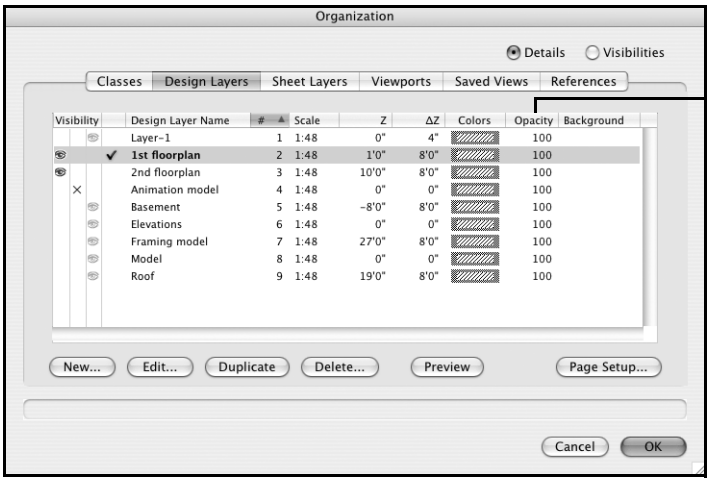 Organization
Details Visibilities
Classes Design Layers Sheet Layers Viewports Saved Views References
Visibility Design Layer Name # Scale Z ΔZ Colors Opacity Background
Layer-1 1 1:48 0" 4" 100
1st floorplan 2 1:48 1'0" 8'0" 100
2nd floorplan 3 1:48 10'0" 8'0" 100
Animation model 4 1:48 0" 0" 100
Basement 5 1:48 -8'0" 8'0" 100
Elevations 6 1:48 0" 0" 100
Framing model 7 1:48 27'0" 8'0" 100
Model 8 1:48 0" 0" 100
Roof 9 1:48 19'0" 8'0" 100
New... Edit... Duplicate Delete... Preview Page Setup...
Cancel OK